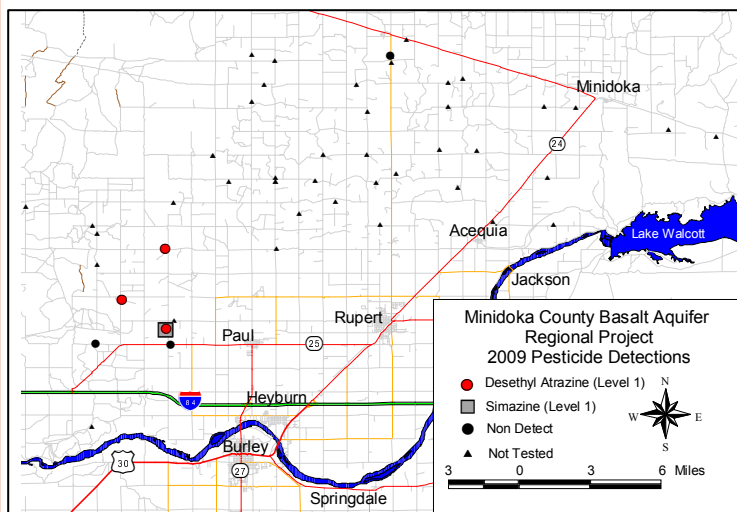 Minidoka
24
Acequia
Lake Walcott
Jackson
Rupert
Paul
25
Heyburn
84
Burley
30
27
Springdale
Minidoka County Basalt Aquifer
Regional Project
2009 Pesticide Detections
Desethyl Atrazine (Level 1)
Simazine (Level 1)
Non Detect
Not Tested
N
W E
S
3 0 3 6 Miles